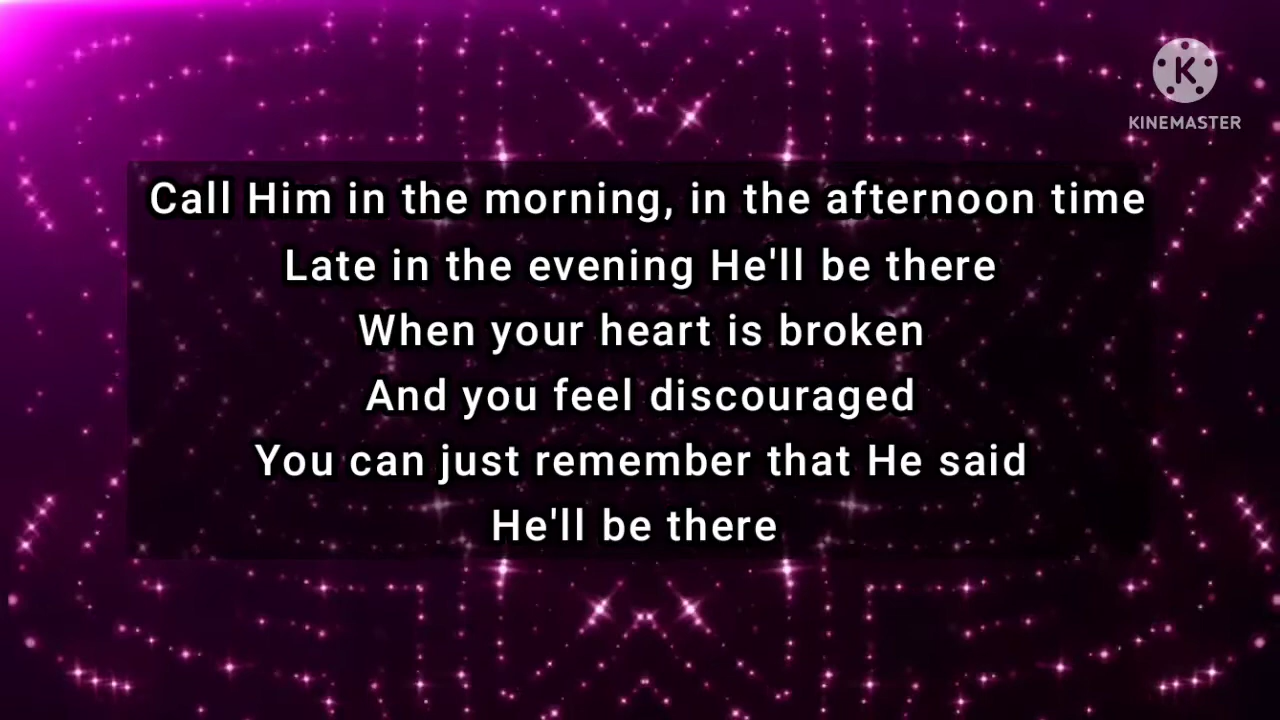 K
KINEMASTER
Call Him in the morning, in the afternoon time
Late in the evening He'll be there
When your heart is broken
And you feel discouraged
You can just remember that He said
He'll be there